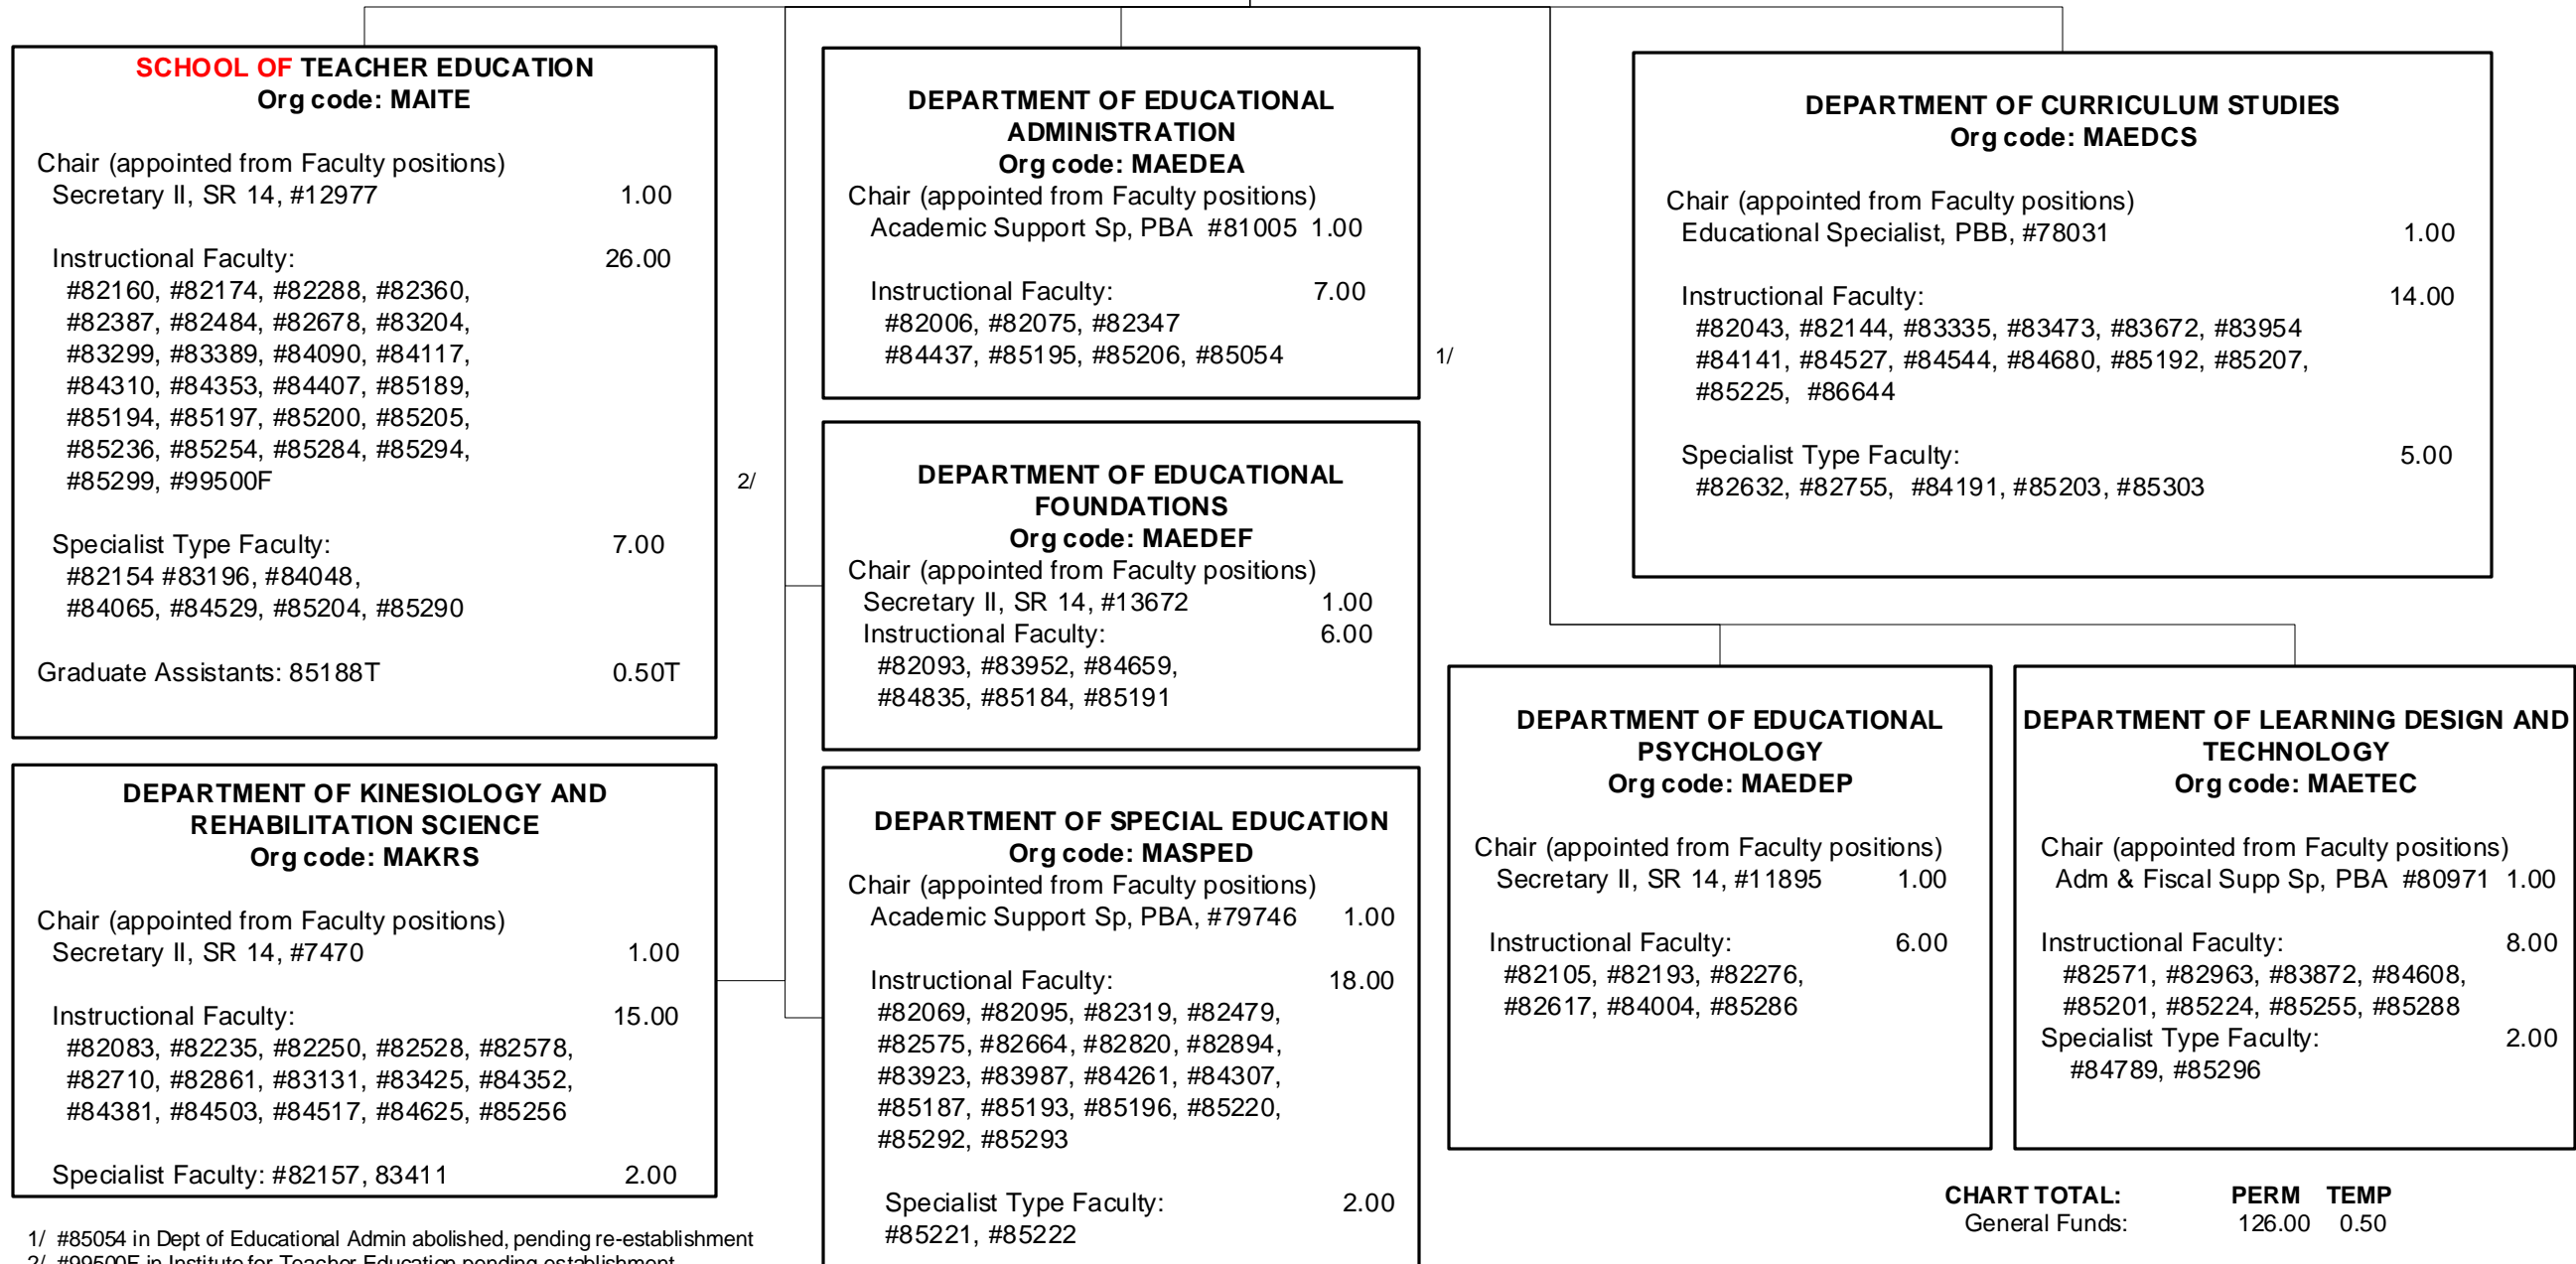 SCHOOL OF TEACHER EDUCATION
Org code: MAITE
Chair (appointed from Faculty positions)
Secretary II, SR 14, #12977 1.00
Instructional Faculty: 26.00
#82160, #82174, #82288, #82360,
#82387, #82484, #82678, #83204,
#83299, #83389, #84090, #84117,
#84310, #84353, #84407, #85189,
#85194, #85197, #85200, #85205,
#85236, #85254, #85284, #85294,
#85299, #99500F 2/
Specialist Type Faculty: 7.00
#82154 #83196, #84048,
#84065, #84529, #85204, #85290
Graduate Assistants: 85188T 0.50T
DEPARTMENT OF KINESIOLOGY AND
REHABILITATION SCIENCE
Org code: MAKRS
Chair (appointed from Faculty positions)
Secretary II, SR 14, #7470 1.00
Instructional Faculty: 15.00
#82083, #82235, #82250, #82528, #82578,
#82710, #82861, #83131, #83425, #84352,
#84381, #84503, #84517, #84625, #85256
Specialist Faculty: #82157, 83411 2.00
DEPARTMENT OF EDUCATIONAL
ADMINISTRATION
Org code: MAEDEA
Chair (appointed from Faculty positions)
Academic Support Sp, PBA #81005 1.00
Instructional Faculty: 7.00
#82006, #82075, #82347
#84437, #85195, #85206, #85054 1/
DEPARTMENT OF EDUCATIONAL
FOUNDATIONS
Org code: MAEDEF
Chair (appointed from Faculty positions)
Secretary II, SR 14, #13672 1.00
Instructional Faculty: 6.00
#82093, #83952, #84659,
#84835, #85184, #85191
DEPARTMENT OF SPECIAL EDUCATION
Org code: MASPED
Chair (appointed from Faculty positions)
Academic Support Sp, PBA, #79746 1.00
Instructional Faculty: 18.00
#82069, #82095, #82319, #82479,
#82575, #82664, #82820, #82894,
#83923, #83987, #84261, #84307,
#85187, #85193, #85196, #85220,
#85292, #85293
Specialist Type Faculty: 2.00
#85221, #85222
DEPARTMENT OF CURRICULUM STUDIES
Org code: MAEDCS
Chair (appointed from Faculty positions)
Educational Specialist, PBB, #78031 1.00
Instructional Faculty: 14.00
#82043, #82144, #83335, #83473, #83672, #83954
#84141, #84527, #84544, #84680, #85192, #85207,
#85225, #86644
Specialist Type Faculty: 5.00
#82632, #82755, #84191, #85203, #85303
DEPARTMENT OF EDUCATIONAL
PSYCHOLOGY
Org code: MAEDEP
Chair (appointed from Faculty positions)
Secretary II, SR 14, #11895 1.00
Instructional Faculty: 6.00
#82105, #82193, #82276,
#82617, #84004, #85286
DEPARTMENT OF LEARNING DESIGN AND
TECHNOLOGY
Org code: MAETEC
Chair (appointed from Faculty positions)
Adm & Fiscal Supp Sp, PBA #80971 1.00
Instructional Faculty: 8.00
#82571, #82963, #83872, #84608,
#85201, #85224, #85255, #85288
Specialist Type Faculty: 2.00
#84789, #85296
CHART TOTAL: PERM TEMP
General Funds: 126.00 0.50
1/ #85054 in Dept of Educational Admin abolished, pending re-establishment
2/ #99500F in Institute for Teacher Education pending establishment